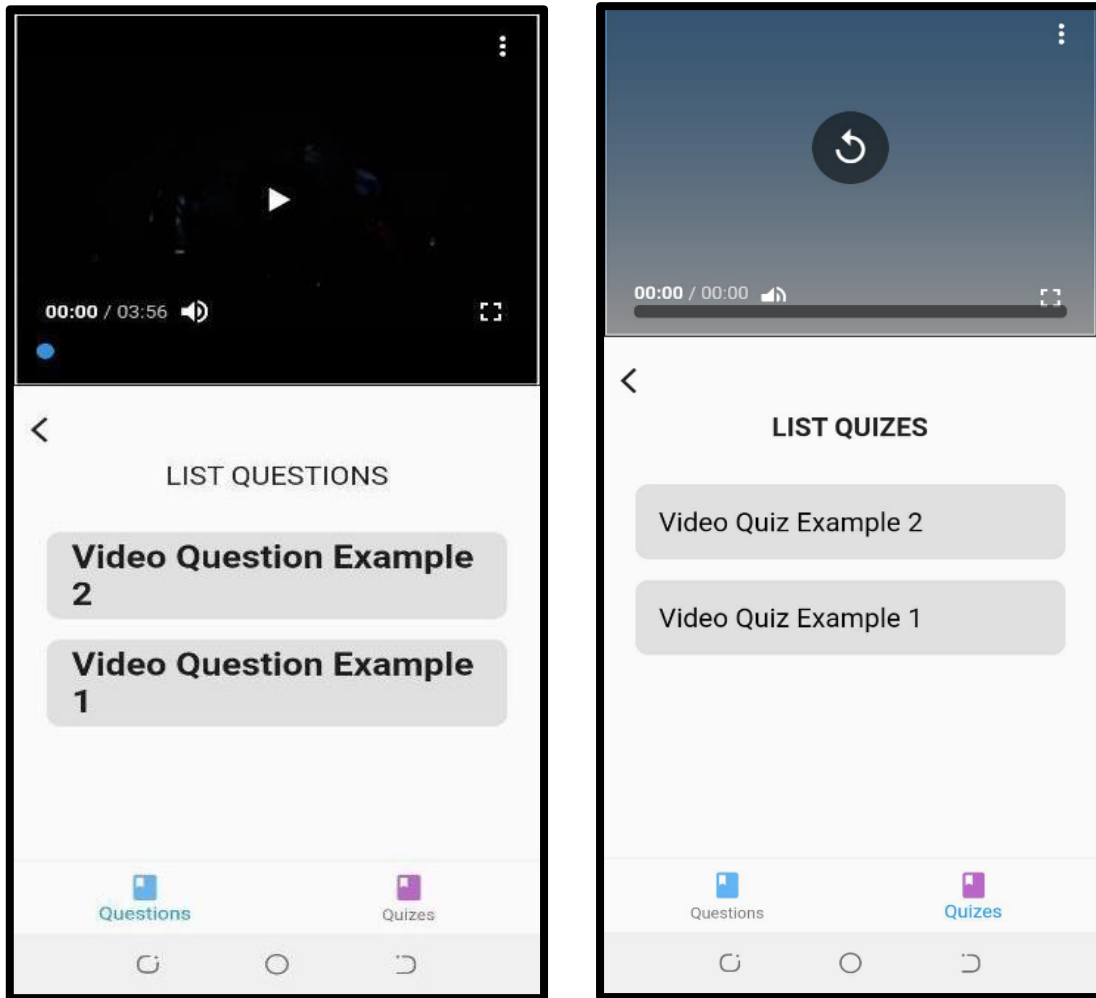 00:00 / 03:56
LIST QUESTIONS
Video Question Example
2
Video Question Example
1
Questions
Quizes
00:00 / 00:00
LIST QUIZES
Video Quiz Example 2
Video Quiz Example 1
Questions
Quizes